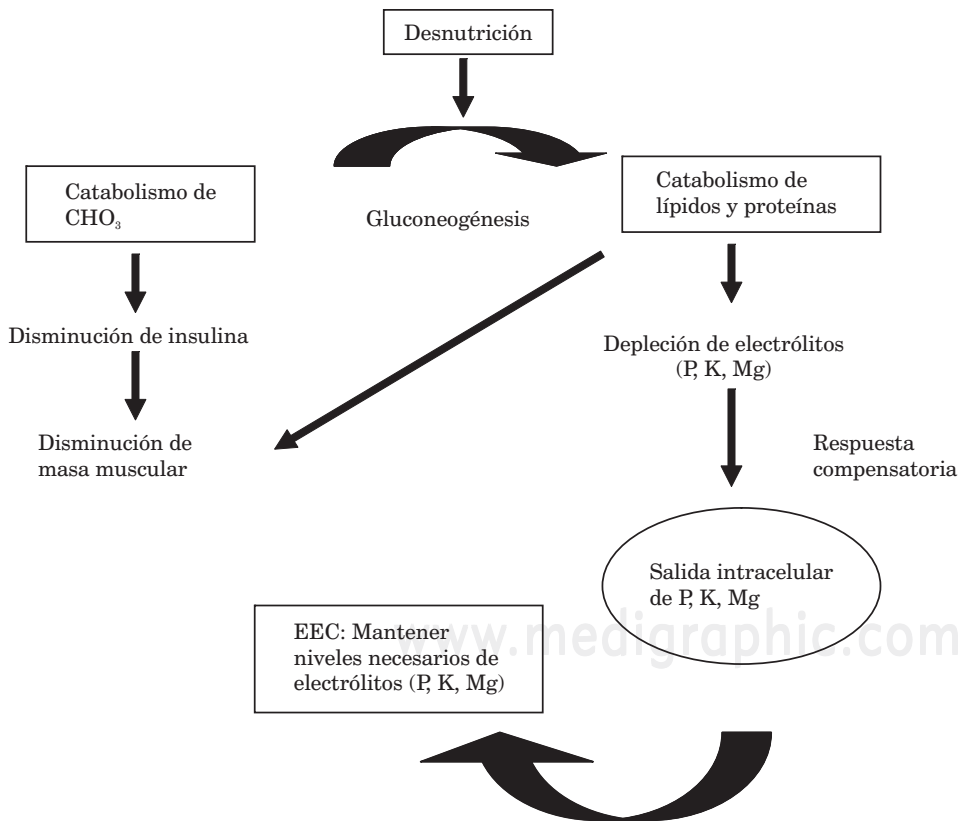 Desnutrición
Catabolismo de
CHO₃
Gluconeogénesis
Catabolismo de
lípidos y proteínas
Disminución de insulina
Depleción de electrólitos
(P, K, Mg)
Disminución de
masa muscular
Respuesta
compensatoria
Salida intracelular
de P, K, Mg
EEC: Mantener
niveles necesarios de
electrólitos (P, K, Mg)
www.medigraphic.com